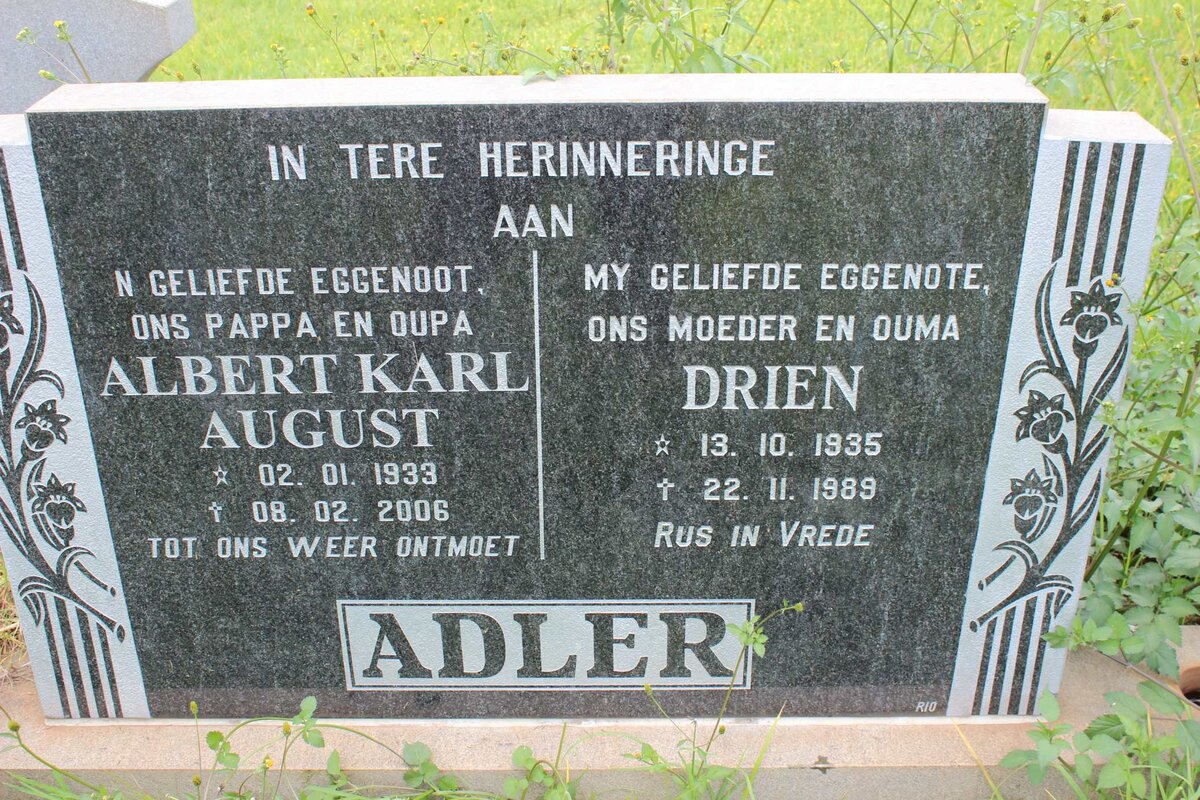 IN TERE HERINNERINGE
AAN
N GELIEFDE EGGENOOT,
ONS PAPPA, EN OUPA
ALBERT KARL
AUGUST
☆ 02. 01. 1933
† 08. 02. 2006
TOT ONS WEER ONTMOET
MY GELIEFDE EGGENOTE,
ONS MOEDER EN OUMA
DRIEN
☆ 13. 10. 1935
† 22. 11. 1989
RUS IN VREDE
ADLER
RIO